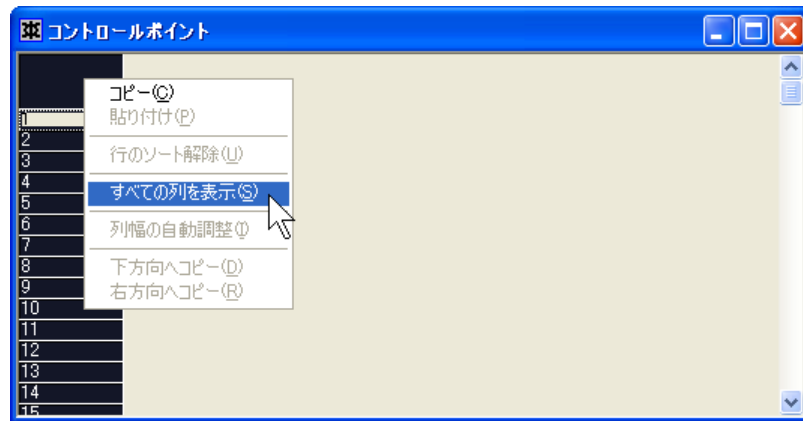 コントロールポイント
コピー(C)
貼り付け(P)
行のソート解除(U)
すべての列を表示(S)
列幅の自動調整(I)
下方向へコピー(D)
右方向へコピー(R)
1
2
3
4
5
6
7
8
9
10
11
12
13
14
15